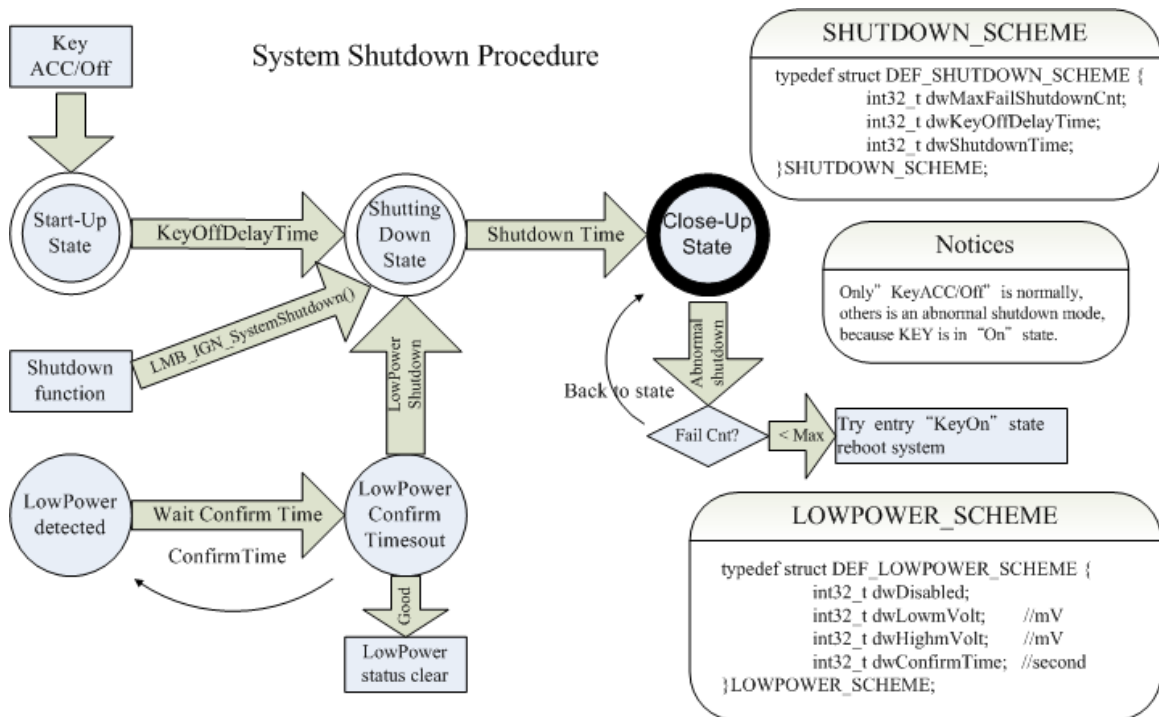 Key
ACC/Off
System Shutdown Procedure
SHUTDOWN_SCHEME
typedef struct DEF_SHUTDOWN_SCHEME {
int32_t dwMaxFailShutdownCnt;
int32_t dwKeyOffDelayTime;
int32_t dwShutdownTime;
}SHUTDOWN_SCHEME;
Start-Up
State
KeyOffDelayTime
Shutting
Down
State
Shutdown Time
Close-Up
State
Notices
Only” KeyACC/Off” is normally,
others is an abnormal shutdown mode,
because KEY is in “On” state.
Shutdown
function
LMB_IGN_SystemShutdown()
LowPower
Shutdown
Back to state
Abnormal
shutdown
Fail Cnt?
< Max
Try entry “KeyOn” state
reboot system
LowPower
detected
Wait Confirm Time
LowPower
Confirm
Timesout
ConfirmTime
Good
LowPower
status clear
LOWPOWER_SCHEME
typedef struct DEF_LOWPOWER_SCHEME {
int32_t dwDisabled;
int32_t dwLowmVolt; //mV
int32_t dwHighmVolt; //mV
int32_t dwConfirmTime; //second
}LOWPOWER_SCHEME;